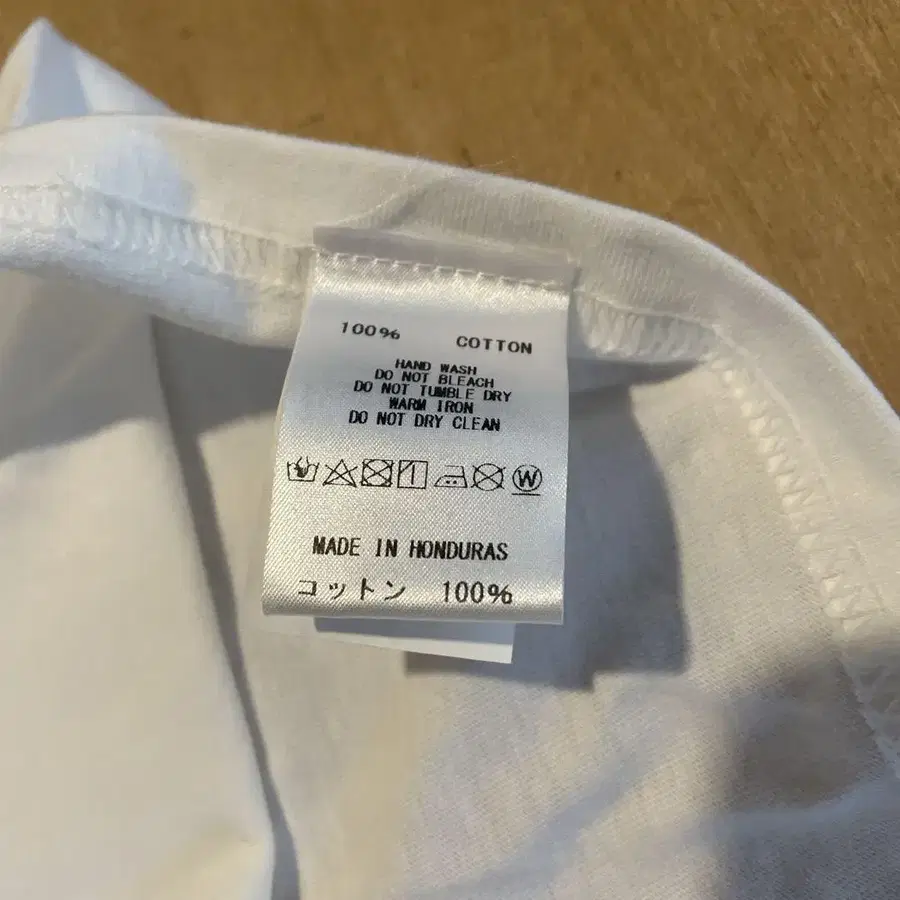 100% COTTON
HAND WASH
DO NOT BLEACH
DO NOT TUMBLE DRY
WARM IRON
DO NOT DRY CLEAN
W
MADE IN HONDURAS
コットン 100%